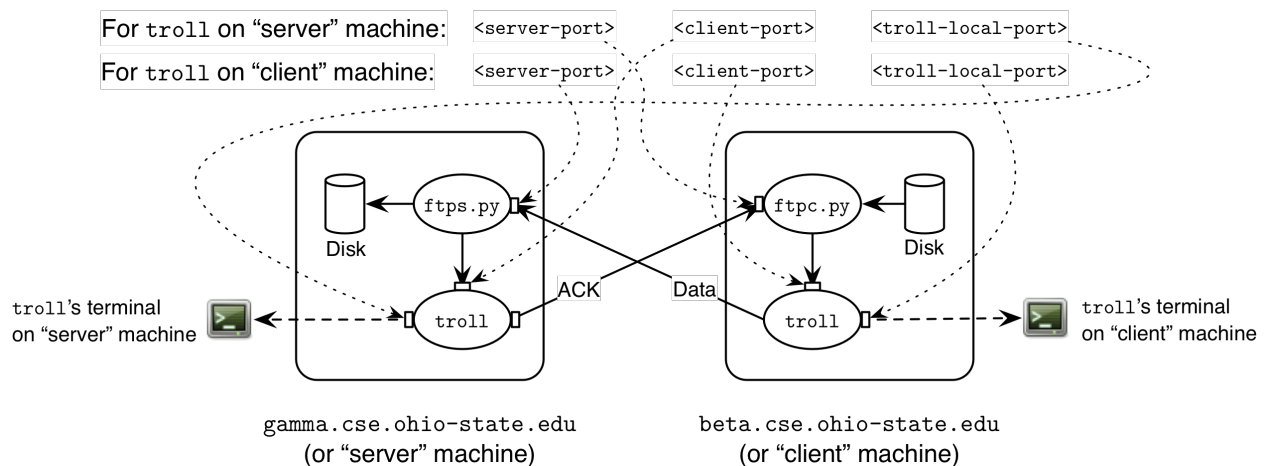 For troll on “server” machine: <server-port> <client-port> <troll-local-port>
For troll on “client” machine: <server-port> <client-port> <troll-local-port>
ftps.py ftpc.py
Disk Disk
ACK Data
troll’s terminal
on “server” machine
troll troll
troll’s terminal
on “client” machine
gamma.cse.ohio-state.edu beta.cse.ohio-state.edu
(or “server” machine) (or “client” machine)